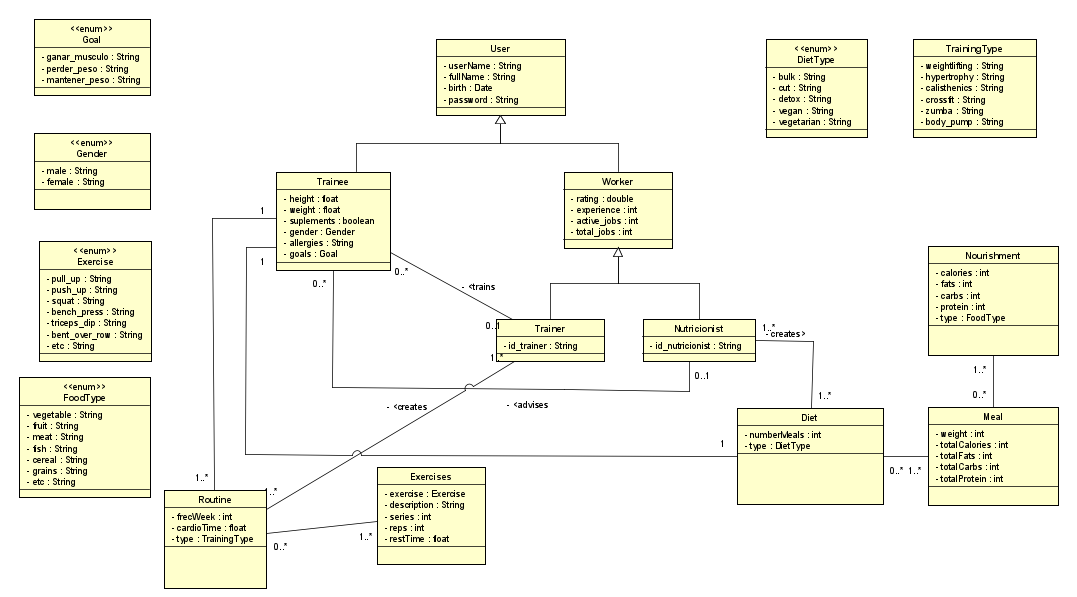 <<enum>>
Goal
- ganar_musculo : String
- perder_peso : String
- mantener_peso : String
<<enum>>
Gender
- male : String
- female : String
<<enum>>
Exercise
- pull_up : String
- push_up : String
- squat : String
- bench_press : String
- triceps_dip : String
- bent_over_row : String
- etc : String
<<enum>>
FoodType
- vegetable : String
- fruit : String
- meat : String
- fish : String
- cereal : String
- grains : String
- etc : String
User
- userName : String
- fullName : String
- birth : Date
- password : String
<<enum>>
DietType
- bulk : String
- cut : String
- detox : String
- vegan : String
- vegetarian : String
TrainingType
- weightlifting : String
- hypertrophy : String
- calisthenics : String
- crossfit : String
- zumba : String
- body_pump : String
Trainee
- height : float
- weight : float
- suplements : boolean
- gender : Gender
- allergies : String
- goals : Goal
Worker
- rating : double
- experience : int
- active_jobs : int
- total_jobs : int
1
1
0..*
0..*
- <trains
0..1
Trainer
- id_trainer : String
1..*
Nutricionist
- id_nutricionist : String
0..1
1..*
- creates>
1..*
Nourishment
- calories : int
- fats : int
- carbs : int
- protein : int
- type : FoodType
1..*
0..*
- <creates
- <advises
Diet
- numberMeals : int
- type : DietType
1
0..*
1..*
Meal
- weight : int
- totalCalories : int
- totalFats : int
- totalCarbs : int
- totalProtein : int
1..*
..*
Routine
- frecWeek : int
- cardioTime : float
- type : TrainingType
0..*
1..*
Exercises
- exercise : Exercise
- description : String
- series : int
- reps : int
- restTime : float